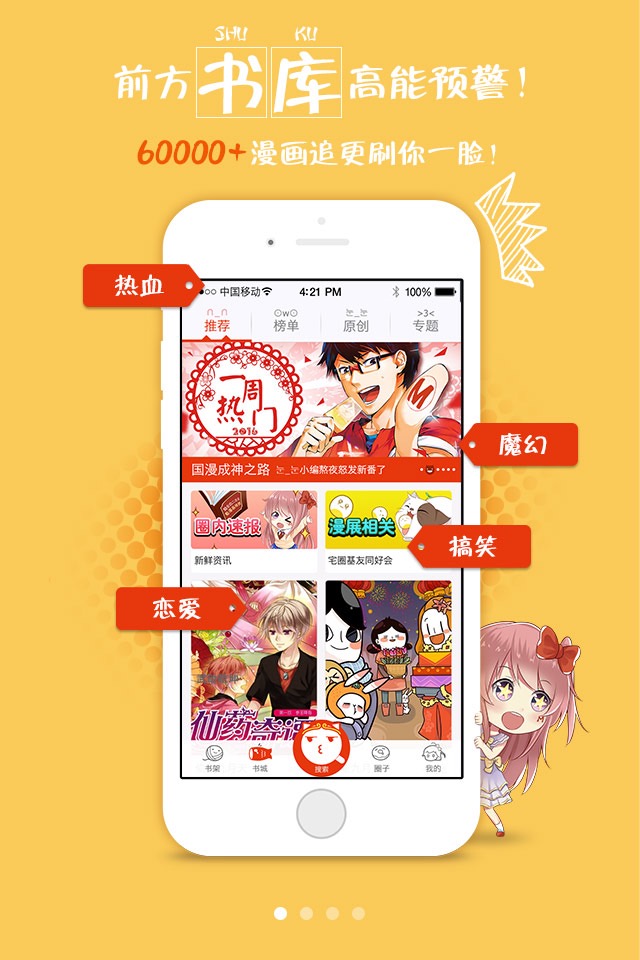 SHU KU
前方书库高能预警！
60000+漫画追更刷你一脸！
热血
中国移动 4:21 PM 100%
∩_∩ ⊙w⊙ >3<
推荐 榜单 原创 专题
一周热门
2016
M
魔幻
国漫成神之路 小编熬夜怒发新番了
圈内速报 漫展相关
新鲜资讯 宅圈基友同好会
搞笑
恋爱
仙药奇
书架 书城 搜索 圈子 我的